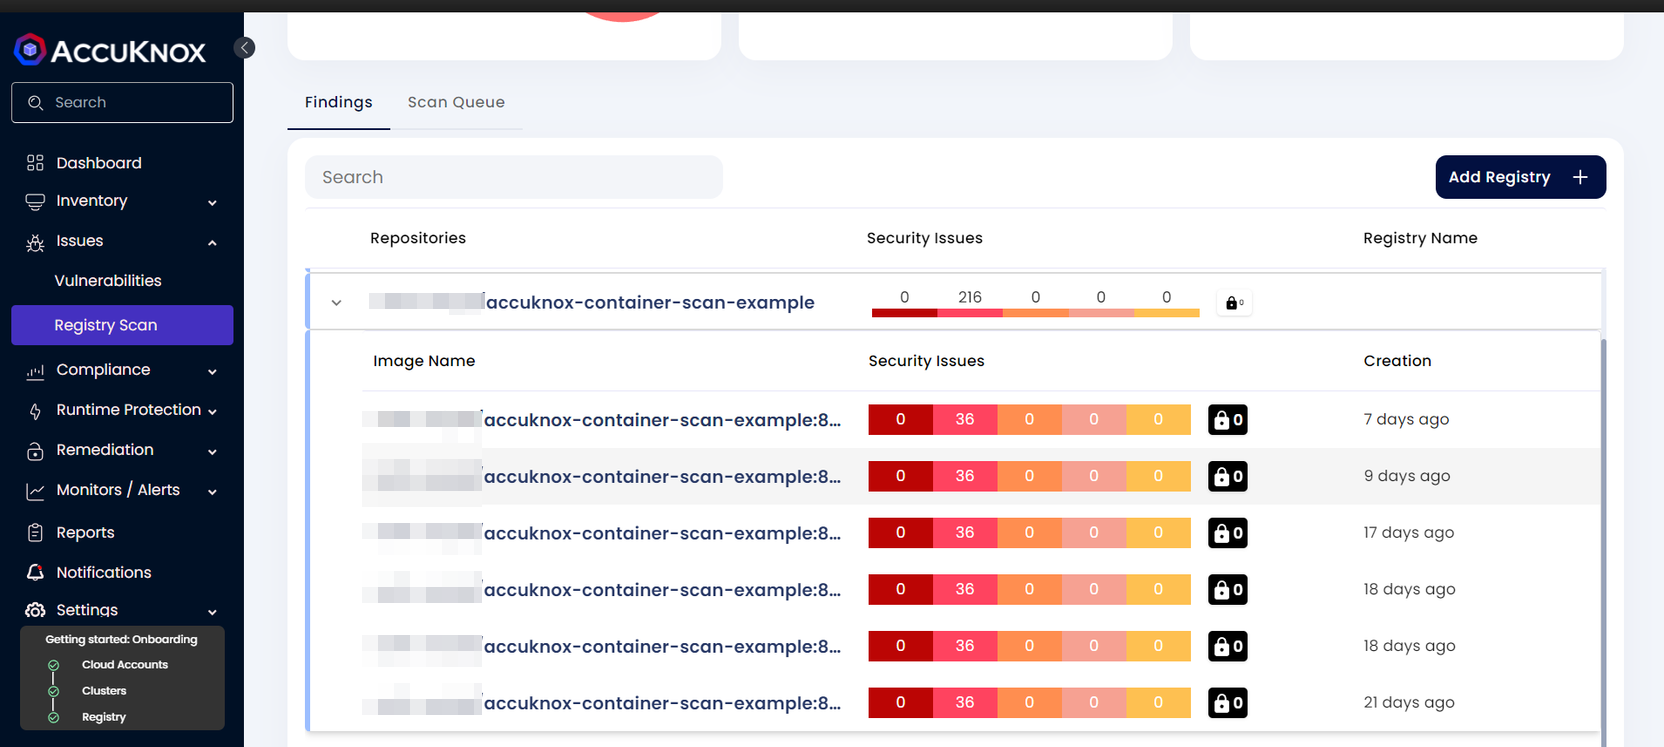 ACCUKNOX
Search
Dashboard
Inventory
Issues
Vulnerabilities
Registry Scan
Compliance
Runtime Protection
Remediation
Monitors / Alerts
Reports
Notifications
Settings
Getting started: Onboarding
Cloud Accounts
Clusters
Registry
Findings Scan Queue
Search
Add Registry +
Repositories Security Issues Registry Name
/accuknox-container-scan-example 0 216 0 0 0 0
Image Name Security Issues Creation
/accuknox-container-scan-example:8... 0 36 0 0 0 0 7 days ago
/accuknox-container-scan-example:8... 0 36 0 0 0 0 9 days ago
/accuknox-container-scan-example:8... 0 36 0 0 0 0 17 days ago
/accuknox-container-scan-example:8... 0 36 0 0 0 0 18 days ago
/accuknox-container-scan-example:8... 0 36 0 0 0 0 18 days ago
/accuknox-container-scan-example:8... 0 36 0 0 0 0 21 days ago